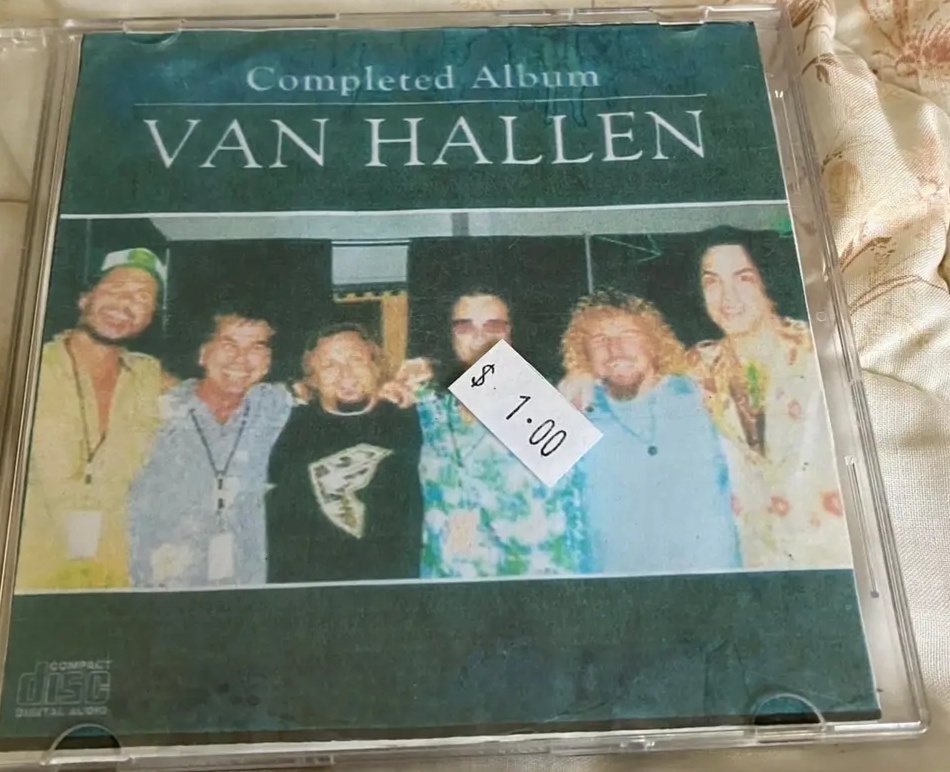 Completed Album
VAN HALLEN
$ 1.00
COMPACT
disc
DIGITAL AUDIO